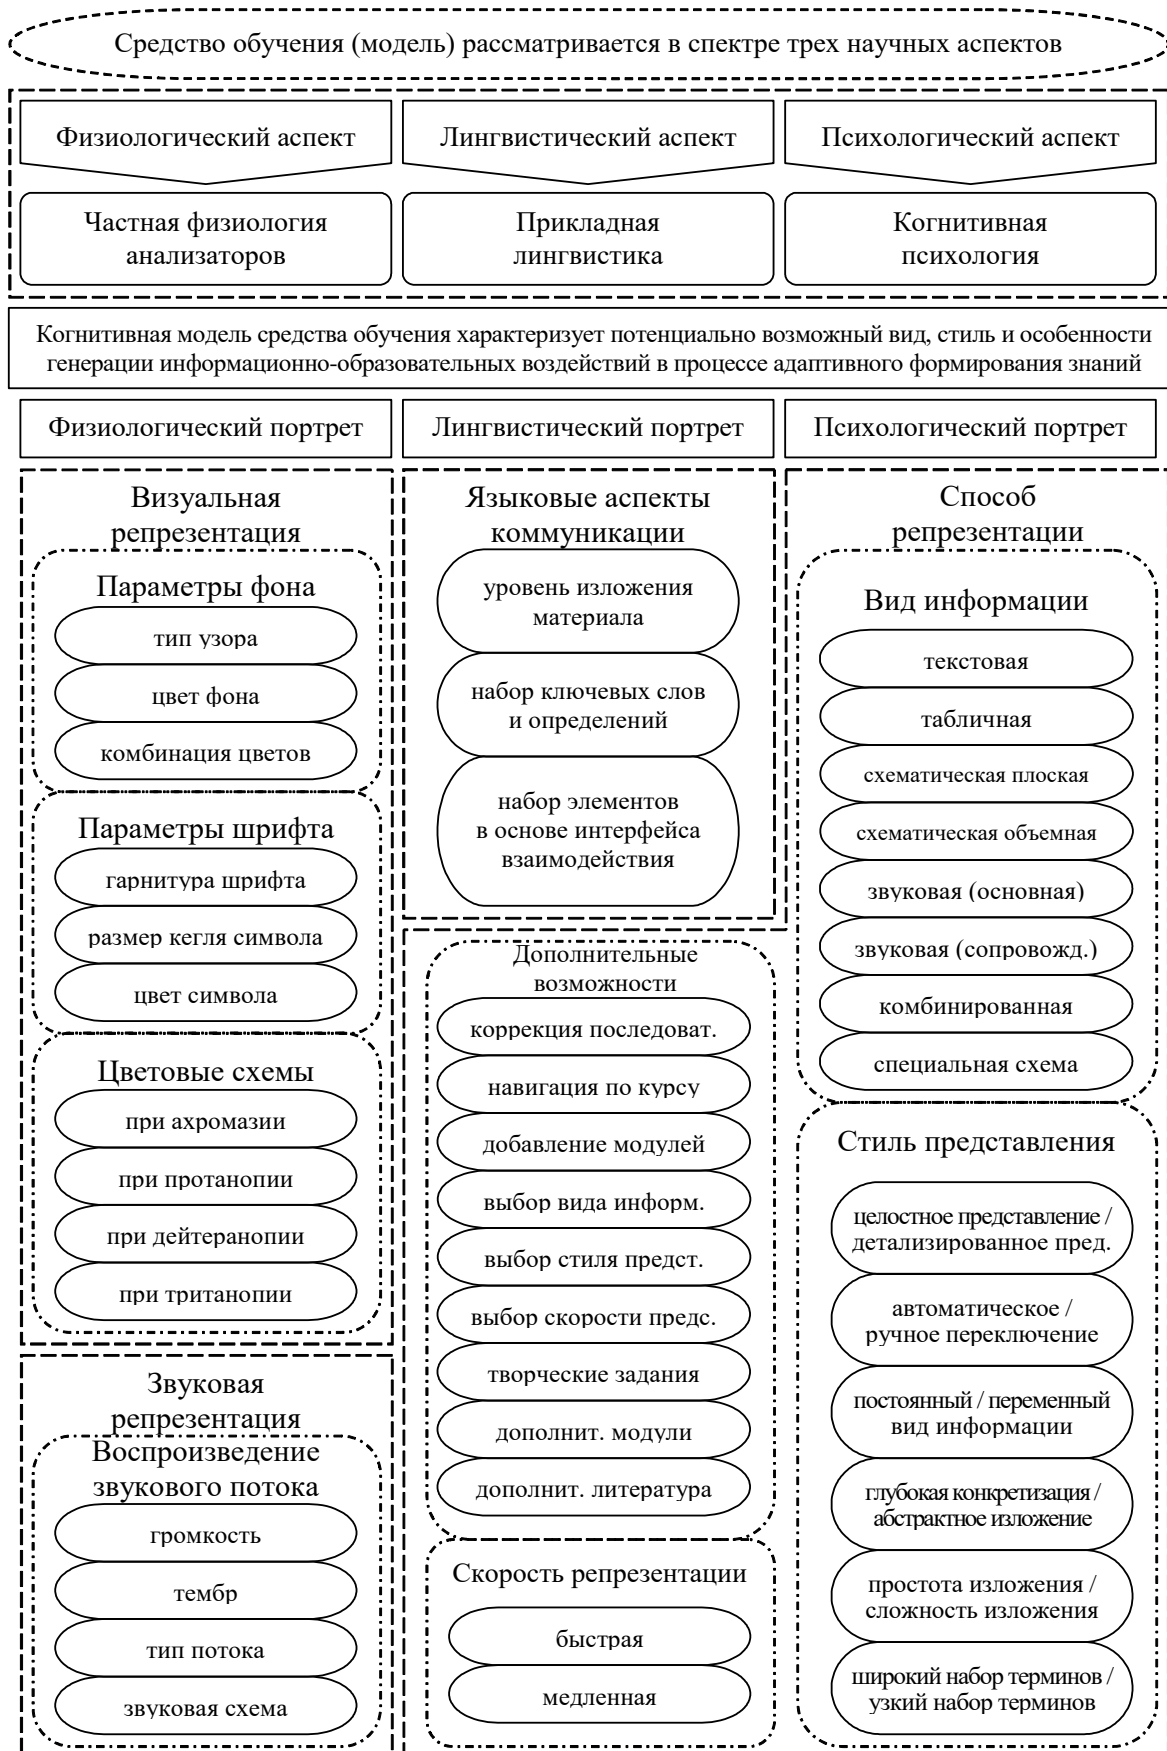 Средство обучения (модель) рассматривается в спектре трех научных аспектов
Физиологический аспект
Лингвистический аспект
Психологический аспект
Частная физиология
анализаторов
Прикладная
лингвистика
Когнитивная
психология
Когнитивная модель средства обучения характеризует потенциально возможный вид, стиль и особенности
генерации информационно-образовательных воздействий в процессе адаптивного формирования знаний
Физиологический портрет
Лингвистический портрет
Психологический портрет
Визуальная
репрезентация
Параметры фона
тип узора
цвет фона
комбинация цветов
Параметры шрифта
гарнитура шрифта
размер кегля символа
цвет символа
Цветовые схемы
при ахромазии
при протанопии
при дейтеранопии
при тританопии
Звуковая
репрезентация
Воспроизведение
звукового потока
громкость
тембр
тип потока
звуковая схема
Языковые аспекты
коммуникации
уровень изложения
материала
набор ключевых слов
и определений
набор элементов
в основе интерфейса
взаимодействия
Способ
репрезентации
Вид информации
текстовая
табличная
схематическая плоская
схематическая объемная
звуковая (основная)
звуковая (сопровожд.)
комбинированная
специальная схема
Стиль представления
целостное представление /
детализированное пред.
автоматическое /
ручное переключение
постоянный / переменный
вид информации
глубокая конкретизация /
абстрактное изложение
простота изложения /
сложность изложения
широкий набор терминов /
узкий набор терминов
Дополнительные
возможности
коррекция последоват.
навигация по курсу
добавление модулей
выбор вида информ.
выбор стиля предст.
выбор скорости предс.
творческие задания
дополнит. модули
дополнит. литература
Скорость репрезентации
быстрая
медленная